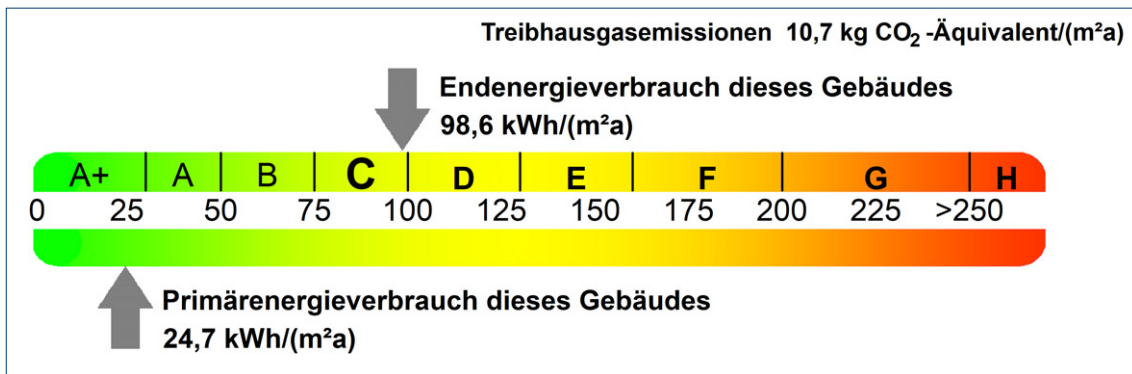 Treibhausgasemissionen 10,7 kg CO₂ -Äquivalent/(m²a)
Endenergieverbrauch dieses Gebäudes
98,6 kWh/(m²a)
A+ A B C D E F G H
0 25 50 75 100 125 150 175 200 225 >250
Primärenergieverbrauch dieses Gebäudes
24,7 kWh/(m²a)